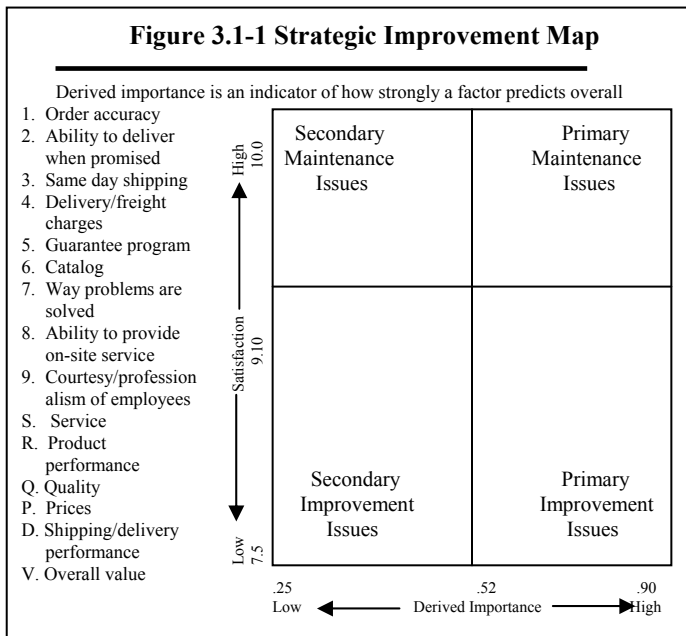 Figure 3.1-1 Strategic Improvement Map
Derived importance is an indicator of how strongly a factor predicts overall
1. Order accuracy
2. Ability to deliver
when promised
3. Same day shipping
4. Delivery/freight
charges
5. Guarantee program
6. Catalog
7. Way problems are
solved
8. Ability to provide
on-site service
9. Courtesy/profession
alism of employees
S. Service
R. Product
performance
Q. Quality
P. Prices
D. Shipping/delivery
performance
V. Overall value
High
10.0
Satisfaction
9.10
Low
7.5
Secondary
Maintenance
Issues
Primary
Maintenance
Issues
Secondary
Improvement
Issues
Primary
Improvement
Issues
.25 .52 .90
Low Derived Importance High